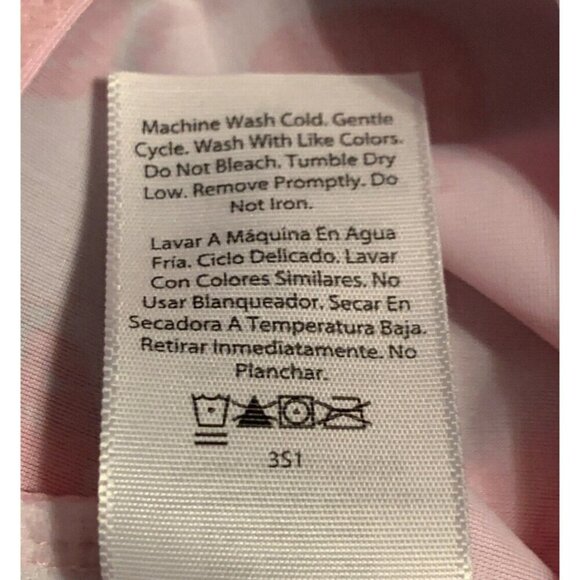 Machine Wash Cold. Gentle
Cycle. Wash With Like Colors.
Do Not Bleach. Tumble Dry
Low. Remove Promptly. Do
Not Iron.
Lavar A Máquina En Agua
Fría. Ciclo Delicado. Lavar
Con Colores Similares. No
Usar Blanqueador. Secar En
Secadora A Temperatura Baja.
Retirar Inmediatamente. No
Planchar.
3S1